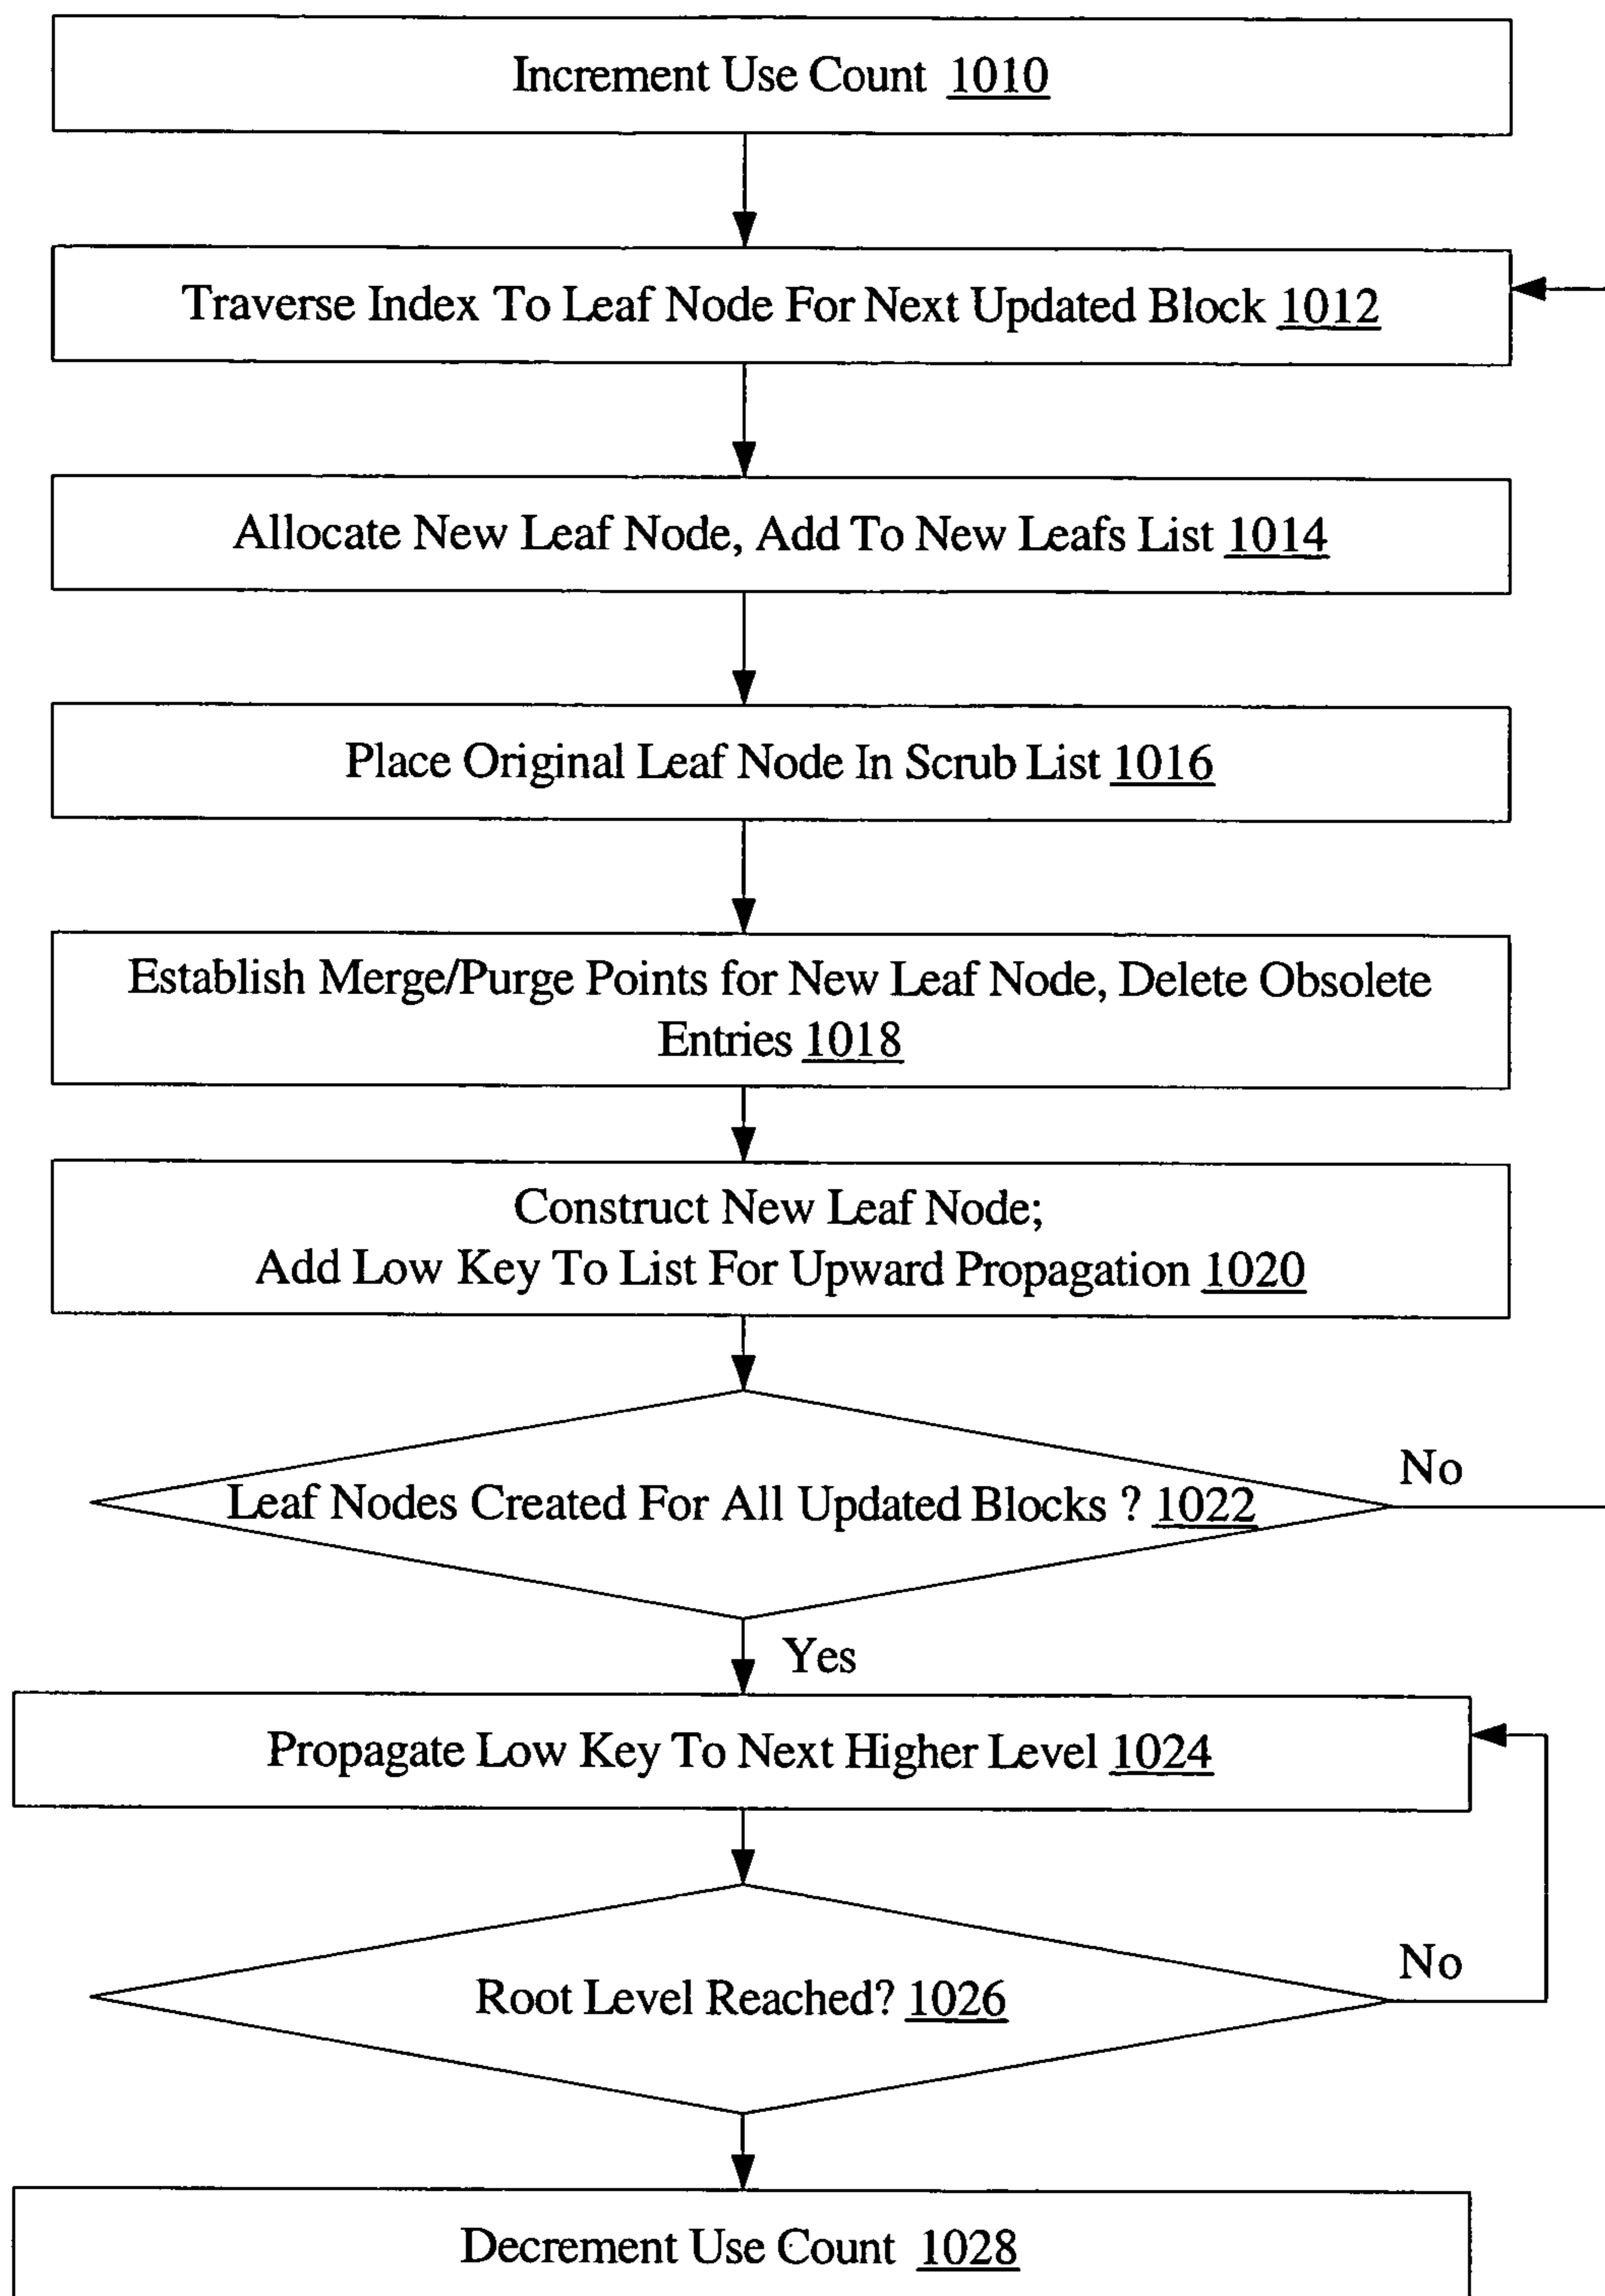 Increment Use Count 1010
Traverse Index To Leaf Node For Next Updated Block 1012
Allocate New Leaf Node, Add To New Leafs List 1014
Place Original Leaf Node In Scrub List 1016
Establish Merge/Purge Points for New Leaf Node, Delete Obsolete
Entries 1018
Construct New Leaf Node;
Add Low Key To List For Upward Propagation 1020
No
Leaf Nodes Created For All Updated Blocks ? 1022
Yes
Propagate Low Key To Next Higher Level 1024
No
Root Level Reached? 1026
Decrement Use Count 1028